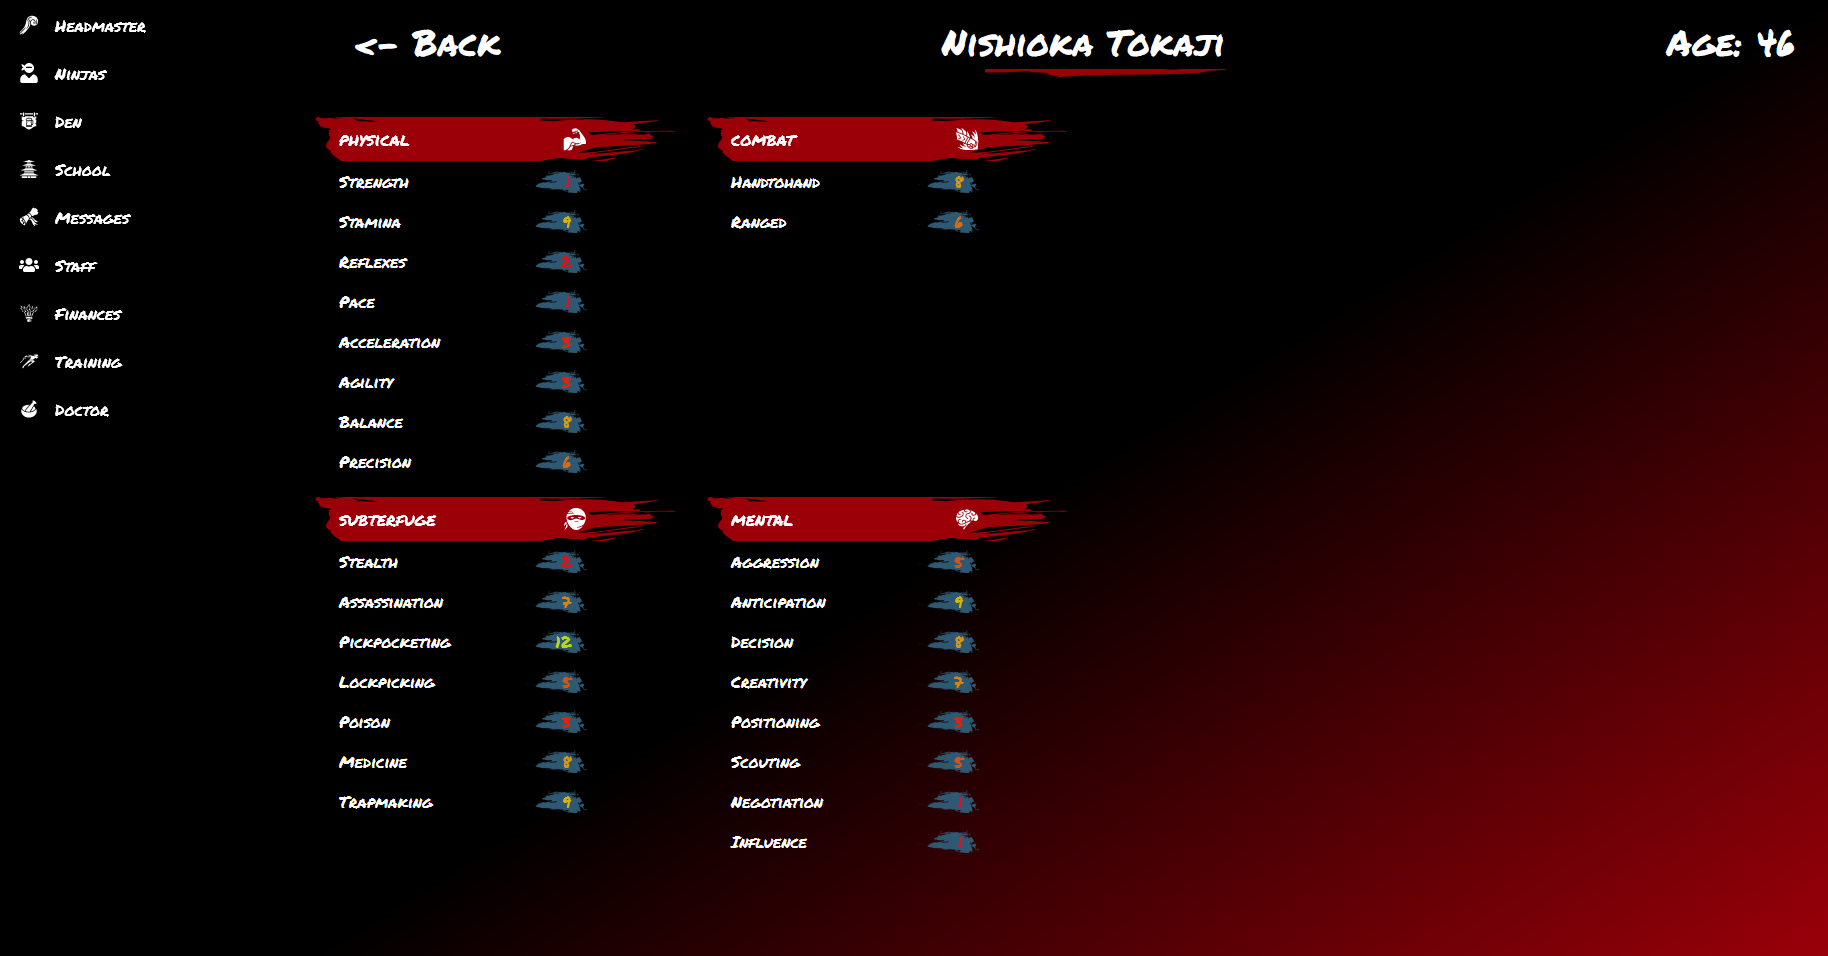 Headmaster
Ninjas
Den
School
Messages
Staff
Finances
Training
Doctor
<- Back
Nishioka Tokaji
Age: 46
Physical
Strength 1
Stamina 9
Reflexes 2
Pace 1
Acceleration 3
Agility 3
Balance 8
Precision 6
Combat
Handtohand 8
Ranged 6
Subterfuge
Stealth 2
Assassination 7
Pickpocketing 12
Lockpicking 5
Poison 3
Medicine 8
Trapmaking 9
Mental
Aggression 5
Anticipation 9
Decision 8
Creativity 7
Positioning 3
Scouting 5
Negotiation 1
Influence 1